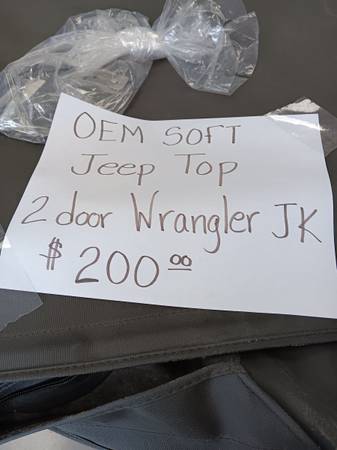 OEM SOFT
Jeep Top
2 door Wrangler JK
$ 200.00